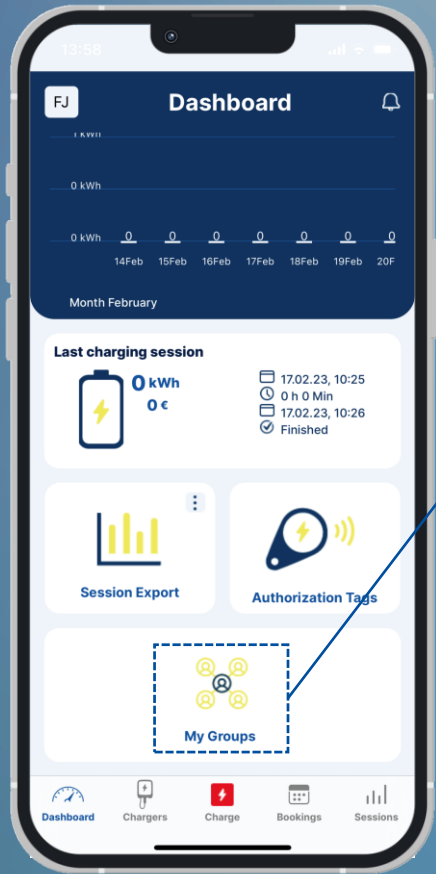 13:58
FJ
Dashboard
1 kWh
0 kWh
0 kWh
0 0 0 0 0 0 0
14Feb 15Feb 16Feb 17Feb 18Feb 19Feb 20F
Month February
Last charging session
0 kWh
0 €
17.02.23, 10:25
0 h 0 Min
17.02.23, 10:26
Finished
Session Export
Authorization Tags
My Groups
Dashboard Chargers Charge Bookings Sessions